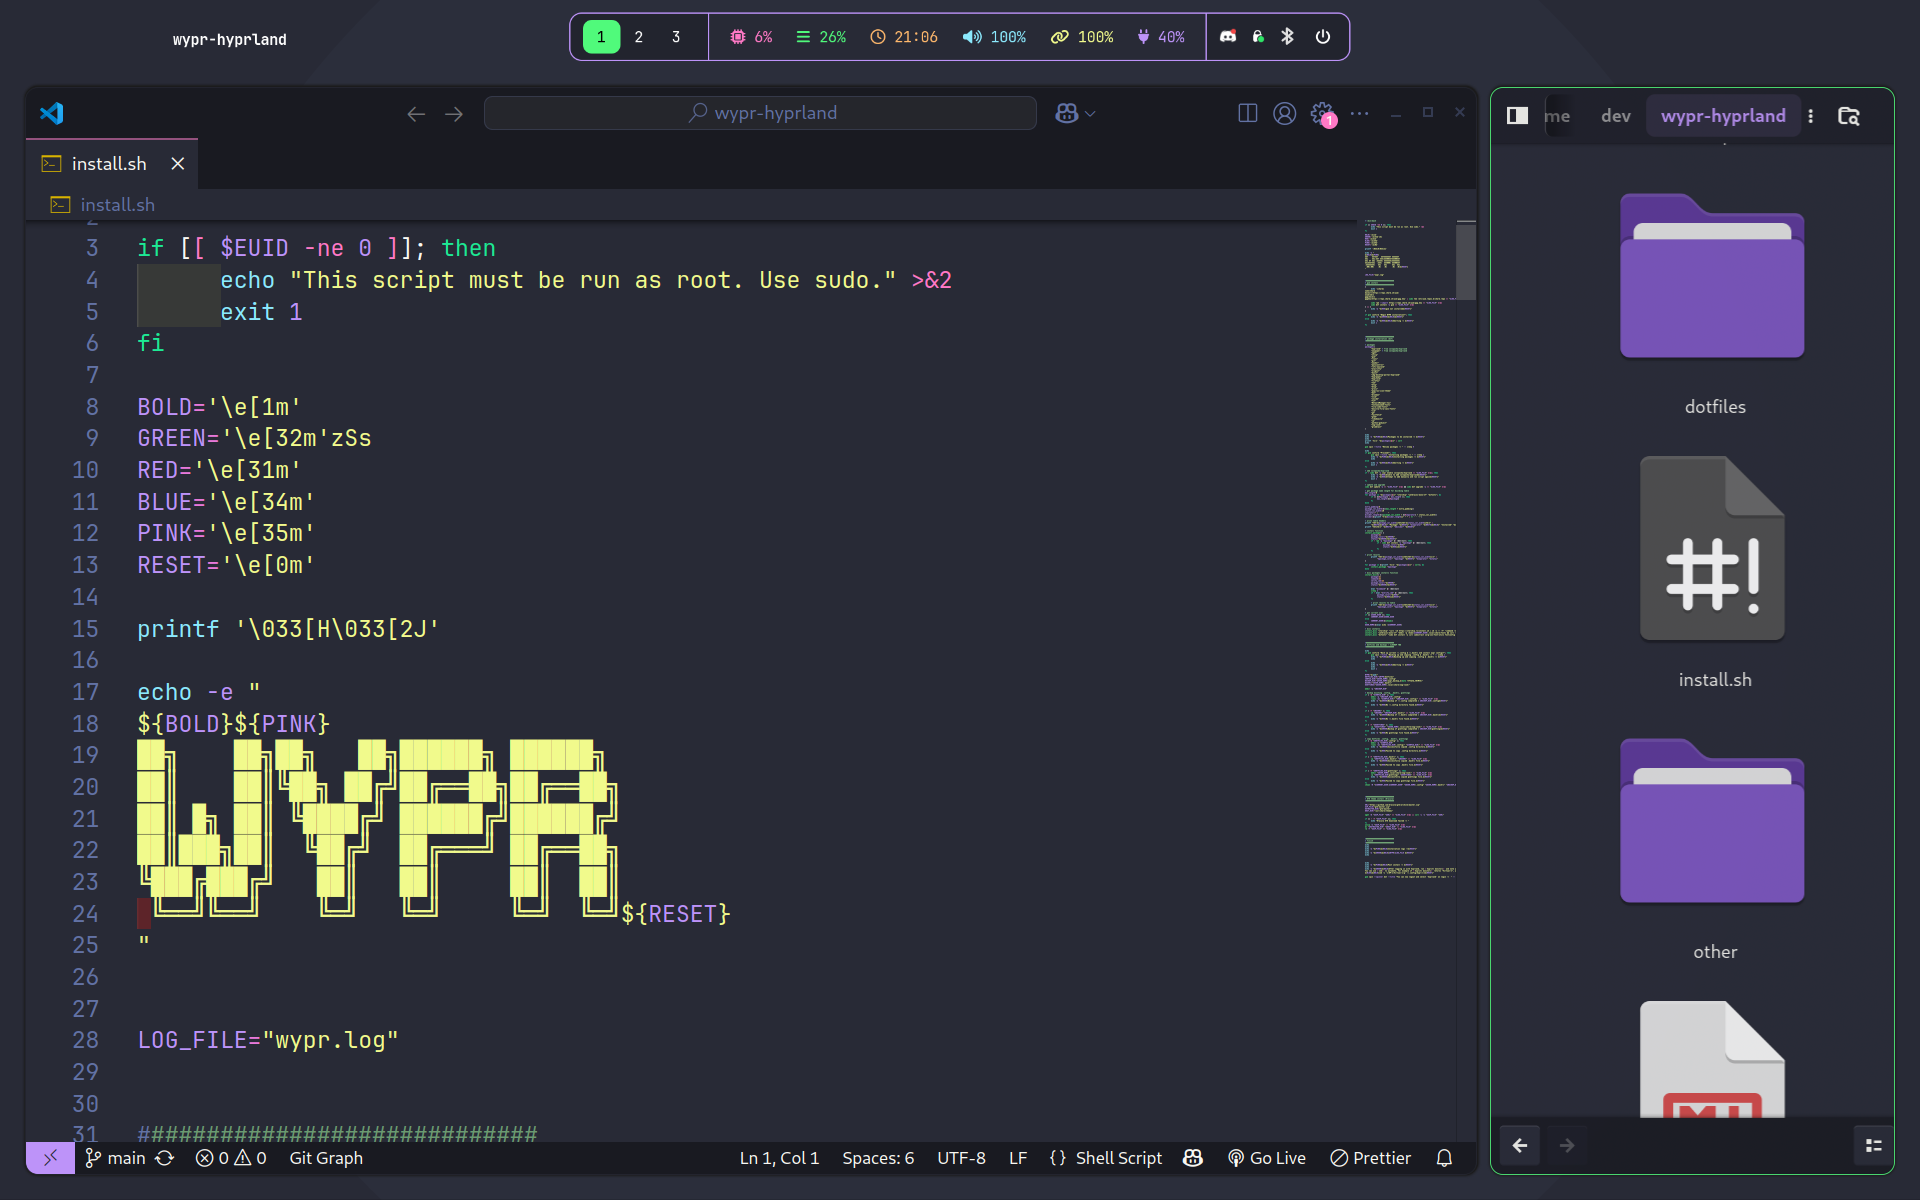 wypr-hyprland
1 2 3 6% 26% 21:06 100% 100% 40%
wypr-hyprland
1
install.sh
install.sh
2
3 if [[ $EUID -ne 0 ]]; then
4 echo "This script must be run as root. Use sudo." >&2
5 exit 1
6 fi
7
8 BOLD='\e[1m'
9 GREEN='\e[32m'zSs
10 RED='\e[31m'
11 BLUE='\e[34m'
12 PINK='\e[35m'
13 RESET='\e[0m'
14
15 printf '\033[H\033[2J'
16
17 echo -e "
18 ${BOLD}${PINK}
19 ██╗    ██╗██╗   ██╗██████╗ ██████╗
20 ██║    ██║╚██╗ ██╔╝██╔══██╗██╔══██╗
21 ██║ █╗ ██║ ╚████╔╝ ██████╔╝██████╔╝
22 ██║███╗██║  ╚██╔╝  ██╔═══╝ ██╔══██╗
23 ╚███╔███╔╝   ██║   ██║     ██║  ██║
24  ╚══╝╚══╝    ╚═╝   ╚═╝     ╚═╝  ╚═╝${RESET}
25 "
26
27
28 LOG_FILE="wypr.log"
29
30
31 #############################
main 0 0 Git Graph Ln 1, Col 1 Spaces: 6 UTF-8 LF {} Shell Script Go Live Prettier
me dev wypr-hyprland
dotfiles
#!
install.sh
other